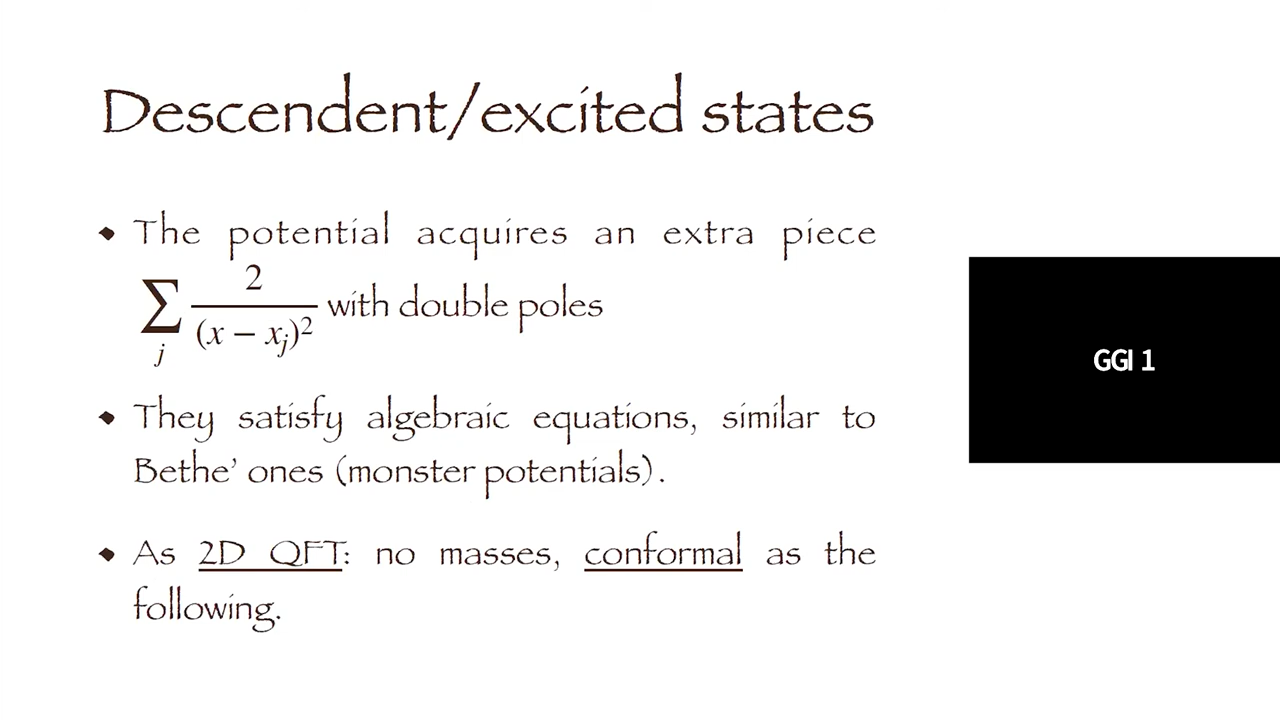 Descendent/excited states
• The potential acquires an extra piece
∑_j 2/(x − x_j)² with double poles
• They satisfy algebraic equations, similar to
Bethe' ones (monster potentials).
• As 2D QFT: no masses, conformal as the
following.
GGI 1